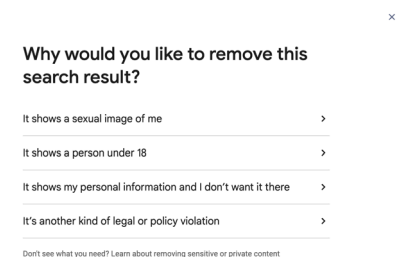 Why would you like to remove this
search result?
It shows a sexual image of me
It shows a person under 18
It shows my personal information and I don't want it there
It's another kind of legal or policy violation
Don't see what you need? Learn about removing sensitive or private content